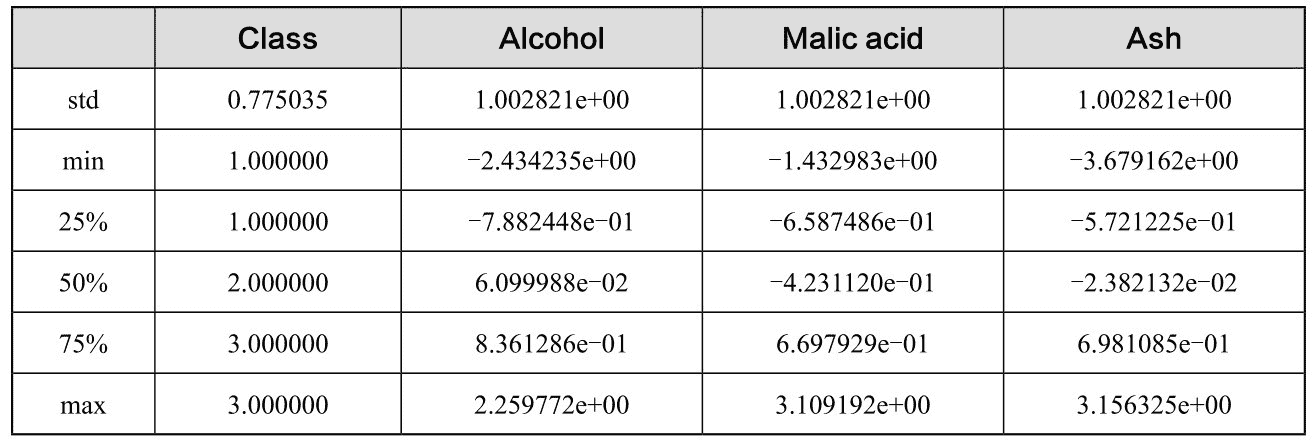 Class Alcohol Malic acid Ash
std 0.775035 1.002821e+00 1.002821e+00 1.002821e+00
min 1.000000 −2.434235e+00 −1.432983e+00 −3.679162e+00
25% 1.000000 −7.882448e−01 −6.587486e−01 −5.721225e−01
50% 2.000000 6.099988e−02 −4.231120e−01 −2.382132e−02
75% 3.000000 8.361286e−01 6.697929e−01 6.981085e−01
max 3.000000 2.259772e+00 3.109192e+00 3.156325e+00